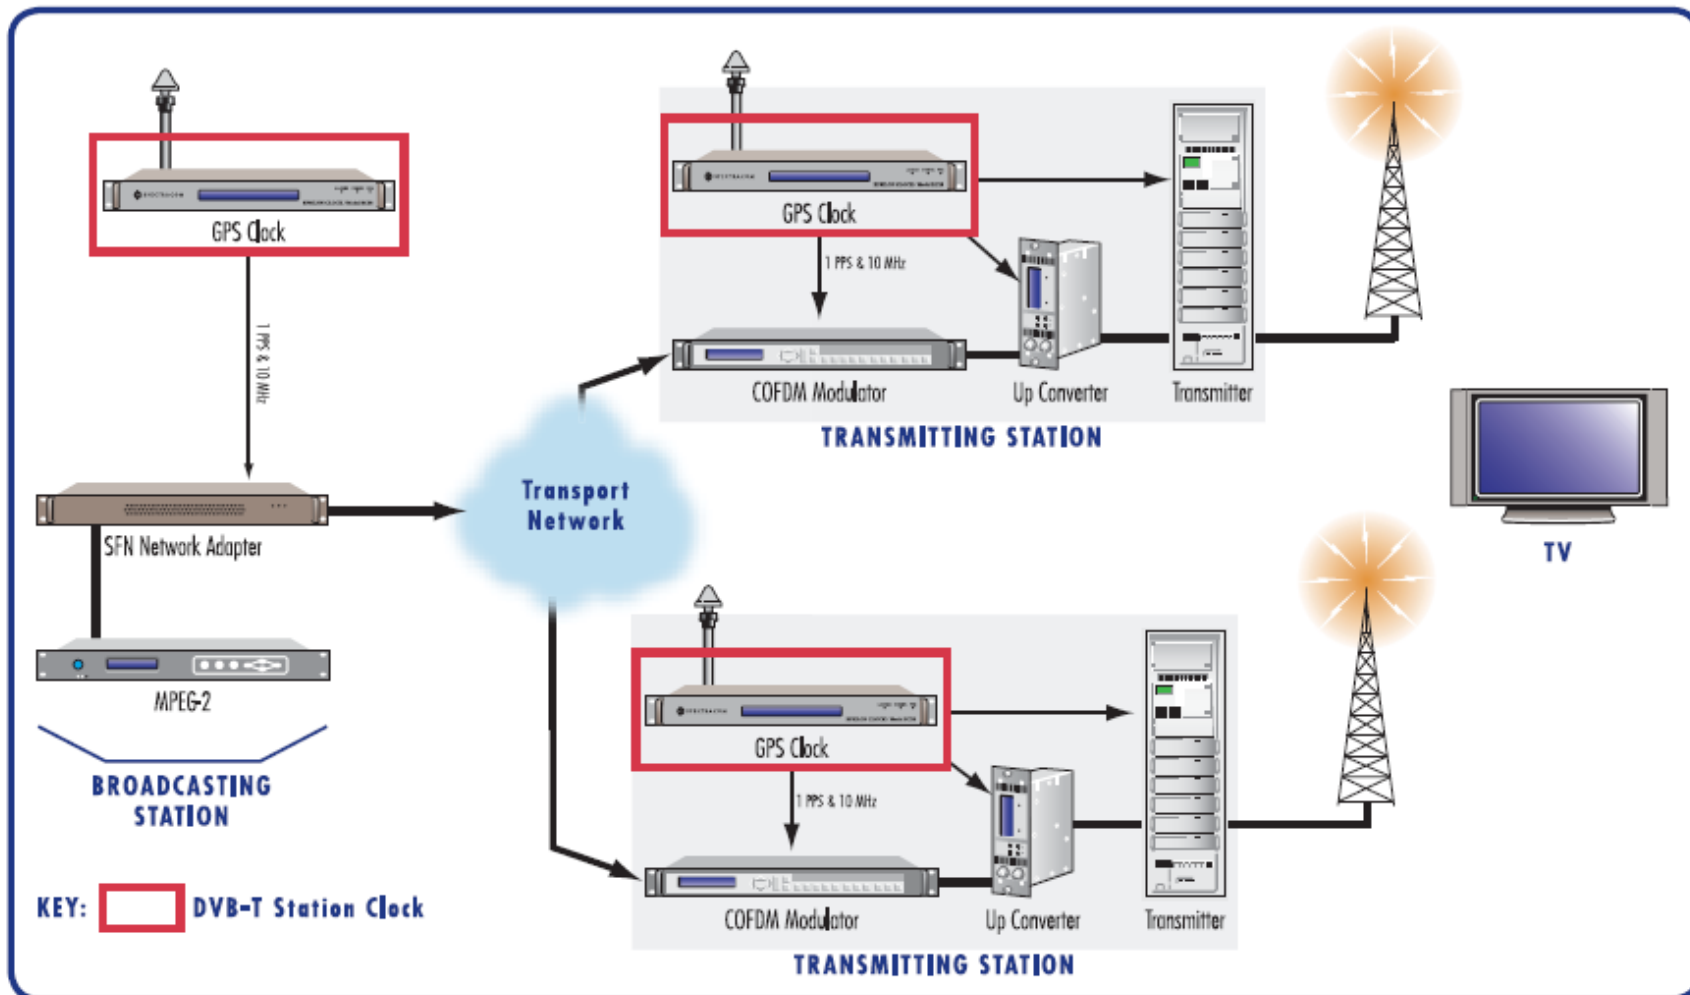 GPS Clock
1 PPS & 10 MHz
SFN Network Adapter
MPEG-2
BROADCASTING
STATION
KEY:
DVB-T Station Clock
Transport
Network
SPECTRACOM
GPS Clock
1 PPS & 10 MHz
COFDM Modulator
Up Converter
Transmitter
TRANSMITTING STATION
SPECTRACOM
GPS Clock
1 PPS & 10 MHz
COFDM Modulator
Up Converter
Transmitter
TRANSMITTING STATION
TV